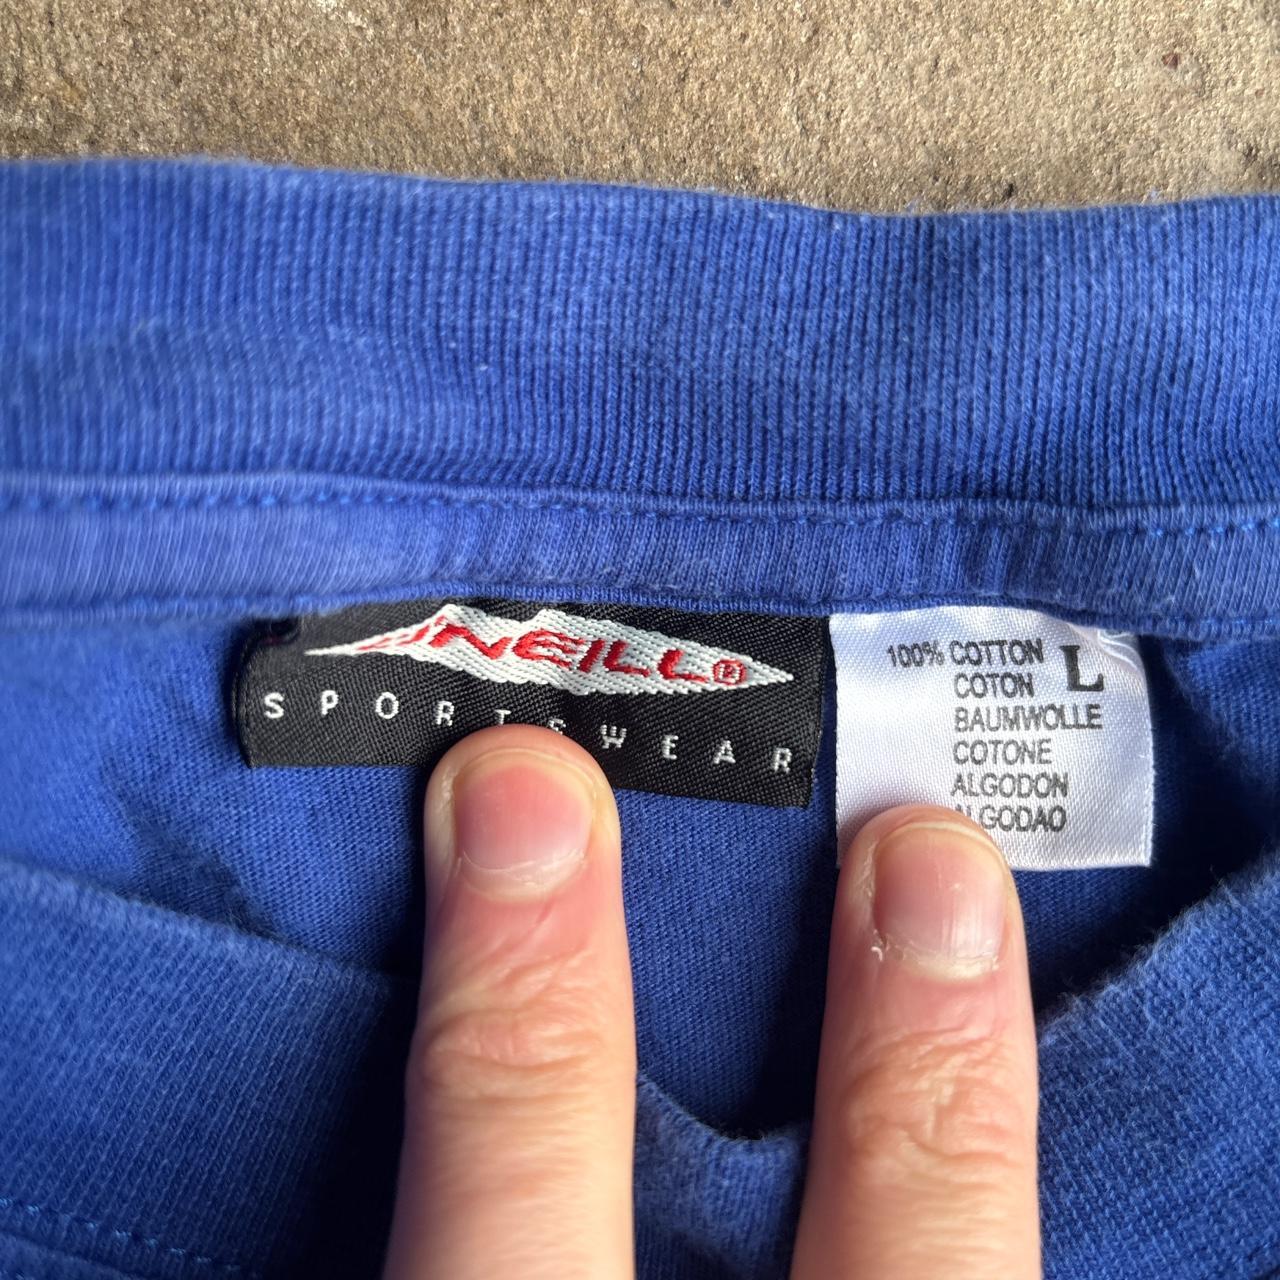 O'NEILL®
SPORTSWEAR
100% COTTON L
COTON
BAUMWOLLE
COTONE
ALGODON
ALGODAO